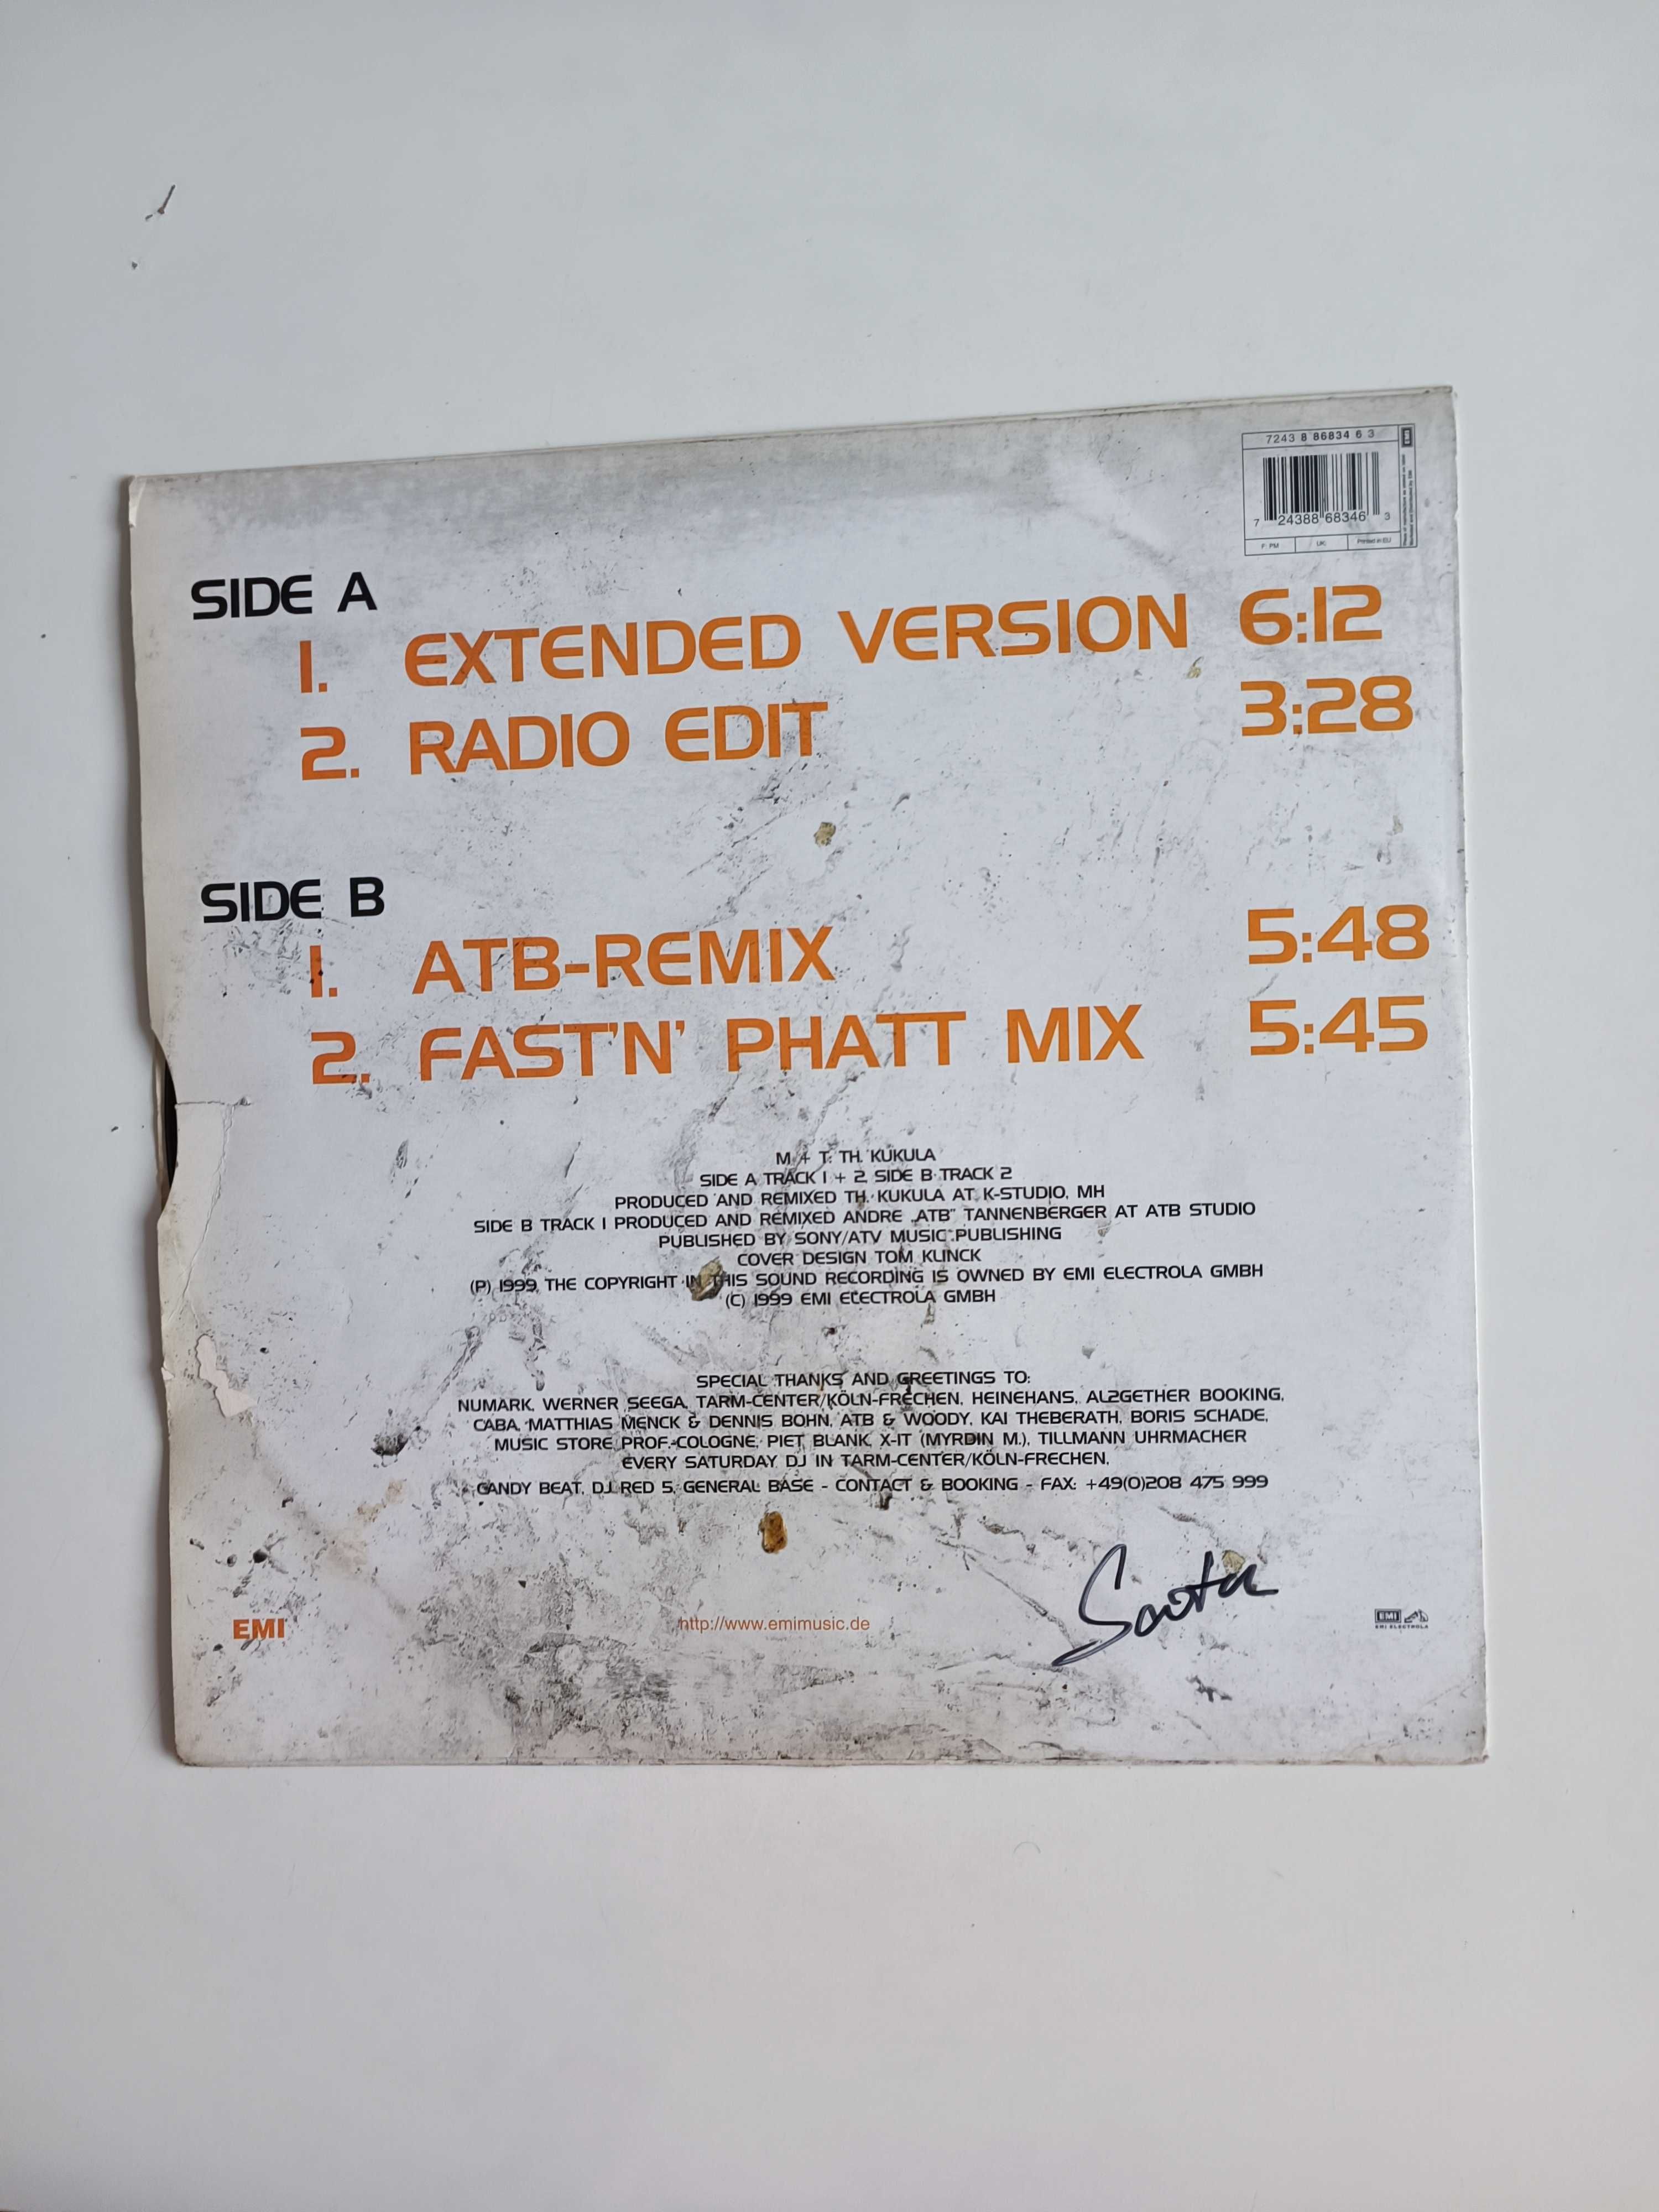 7243 8 86834 6 3
7 24388 68346 3
F: PM UK: Printed in EU
EMI
SIDE A
1. EXTENDED VERSION 6:12
2. RADIO EDIT 3:28
SIDE B
1. ATB-REMIX 5:48
2. FAST'N' PHATT MIX 5:45
M. + T. TH. KUKULA
SIDE A TRACK 1 + 2, SIDE B TRACK 2
PRODUCED AND REMIXED TH. KUKULA AT K-STUDIO, MH
SIDE B TRACK 1 PRODUCED AND REMIXED ANDRE „ATB" TANNENBERGER AT ATB STUDIO
PUBLISHED BY SONY/ATV MUSIC PUBLISHING
COVER DESIGN TOM KLINCK
(P) 1999, THE COPYRIGHT IN THIS SOUND RECORDING IS OWNED BY EMI ELECTROLA GMBH
(C) 1999 EMI ELECTROLA GMBH
SPECIAL THANKS AND GREETINGS TO:
NUMARK, WERNER SEEGA, TARM-CENTER/KÖLN-FRECHEN, HEINEHANS, AL2GETHER BOOKING,
CABA, MATTHIAS MENCK & DENNIS BOHN, ATB & WOODY, KAI THEBERATH, BORIS SCHADE,
MUSIC STORE PROF.-COLOGNE, PIET BLANK, X-IT (MYRDIN M.), TILLMANN UHRMACHER
EVERY SATURDAY DJ IN TARM-CENTER/KÖLN-FRECHEN,
CANDY BEAT, DJ RED 5, GENERAL BASE - CONTACT & BOOKING - FAX: +49(0)208 475 999
EMI
http://www.emimusic.de
EMI
EMI ELECTROLA